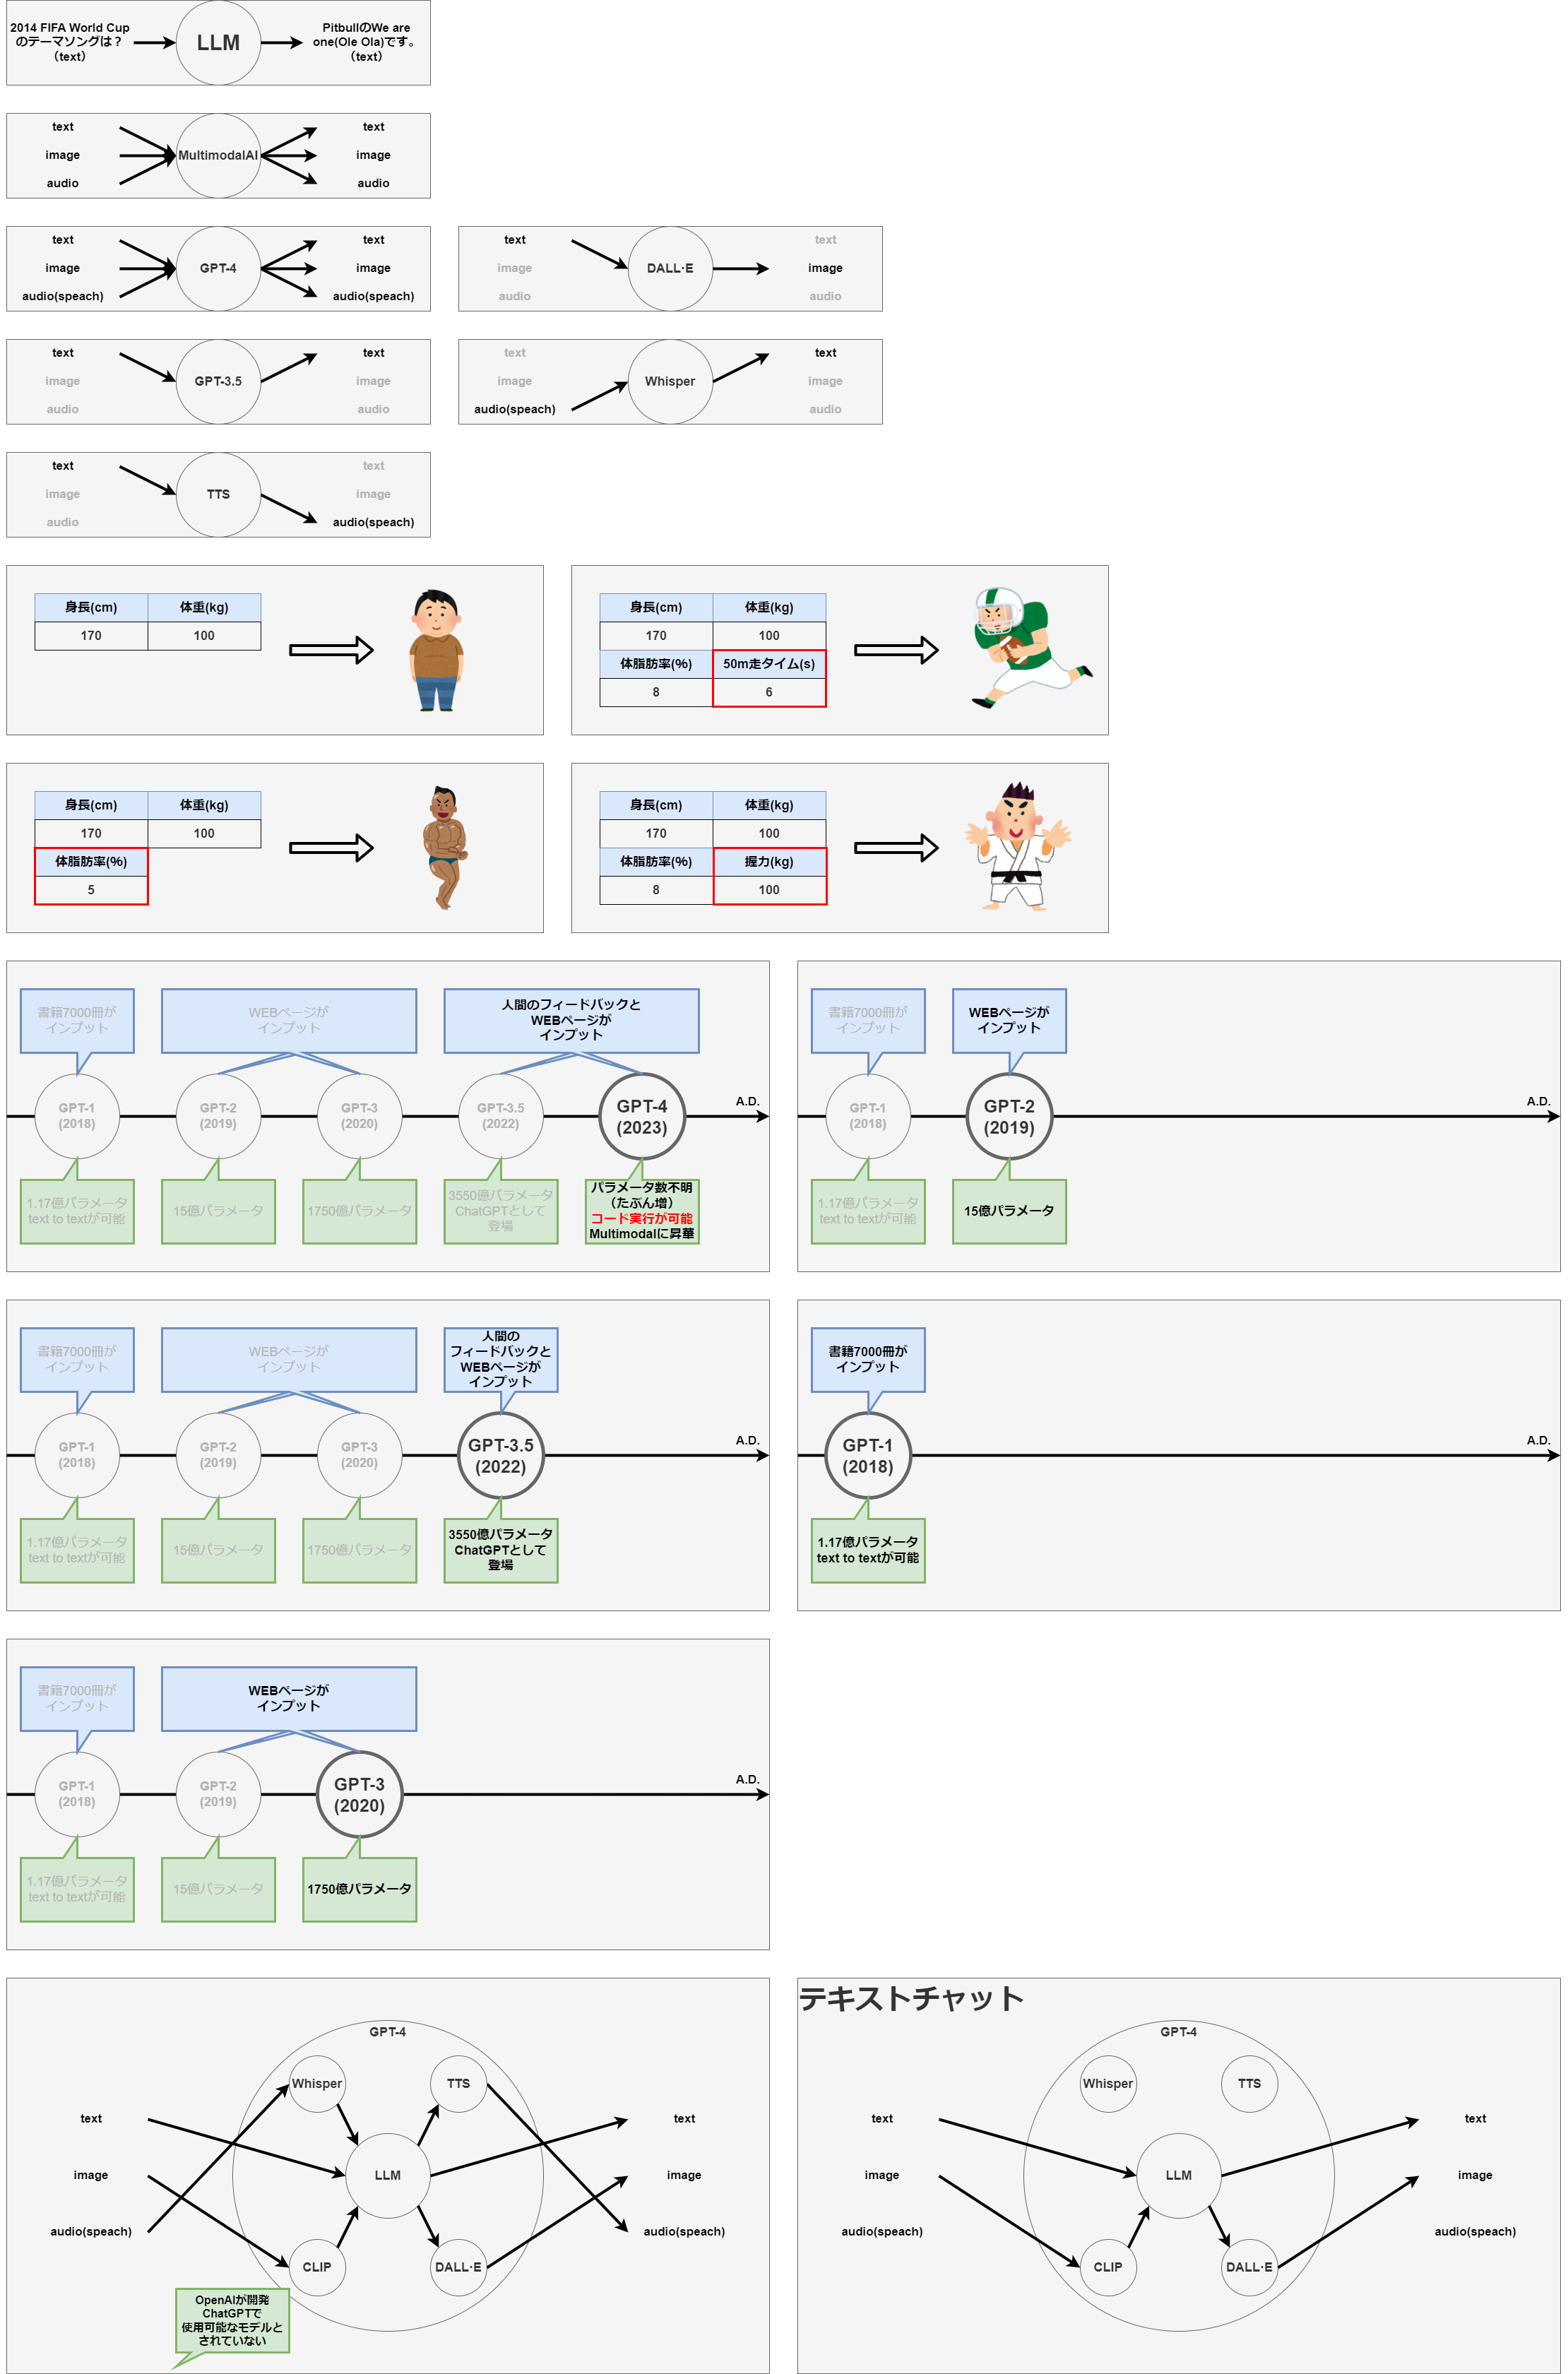 2014 FIFA World Cup
のテーマソングは？
（text）
LLM
PitbullのWe are
one(Ole Ola)です。
（text）
text
image
audio
MultimodalAI
text
image
audio
text
image
audio(speach)
GPT-4
text
image
audio(speach)
text
image
audio
DALL·E
text
image
audio
text
image
audio
GPT-3.5
text
image
audio
text
image
audio(speach)
Whisper
text
image
audio
text
image
audio
TTS
text
image
audio(speach)
身長(cm) 体重(kg)
170 100
身長(cm) 体重(kg)
170 100
体脂肪率(%) 50m走タイム(s)
8 6
身長(cm) 体重(kg)
170 100
体脂肪率(%)
5
身長(cm) 体重(kg)
170 100
体脂肪率(%) 握力(kg)
8 100
書籍7000冊が
インプット
WEBページが
インプット
人間のフィードバックと
WEBページが
インプット
GPT-1
(2018)
GPT-2
(2019)
GPT-3
(2020)
GPT-3.5
(2022)
GPT-4
(2023)
A.D.
1.17億パラメータ
text to textが可能
15億パラメータ
1750億パラメータ
3550億パラメータ
ChatGPTとして
登場
パラメータ数不明
（たぶん増）
コード実行が可能
Multimodalに昇華
書籍7000冊が
インプット
WEBページが
インプット
GPT-1
(2018)
GPT-2
(2019)
A.D.
1.17億パラメータ
text to textが可能
15億パラメータ
書籍7000冊が
インプット
WEBページが
インプット
人間の
フィードバックと
WEBページが
インプット
GPT-1
(2018)
GPT-2
(2019)
GPT-3
(2020)
GPT-3.5
(2022)
A.D.
1.17億パラメータ
text to textが可能
15億パラメータ
1750億パラメータ
3550億パラメータ
ChatGPTとして
登場
書籍7000冊が
インプット
GPT-1
(2018)
A.D.
1.17億パラメータ
text to textが可能
書籍7000冊が
インプット
WEBページが
インプット
GPT-1
(2018)
GPT-2
(2019)
GPT-3
(2020)
A.D.
1.17億パラメータ
text to textが可能
15億パラメータ
1750億パラメータ
GPT-4
Whisper
TTS
text
text
LLM
image
image
audio(speach)
audio(speach)
CLIP
DALL·E
OpenAIが開発
ChatGPTで
使用可能なモデルと
されていない
テキストチャット
GPT-4
Whisper
TTS
text
text
LLM
image
image
audio(speach)
audio(speach)
CLIP
DALL·E